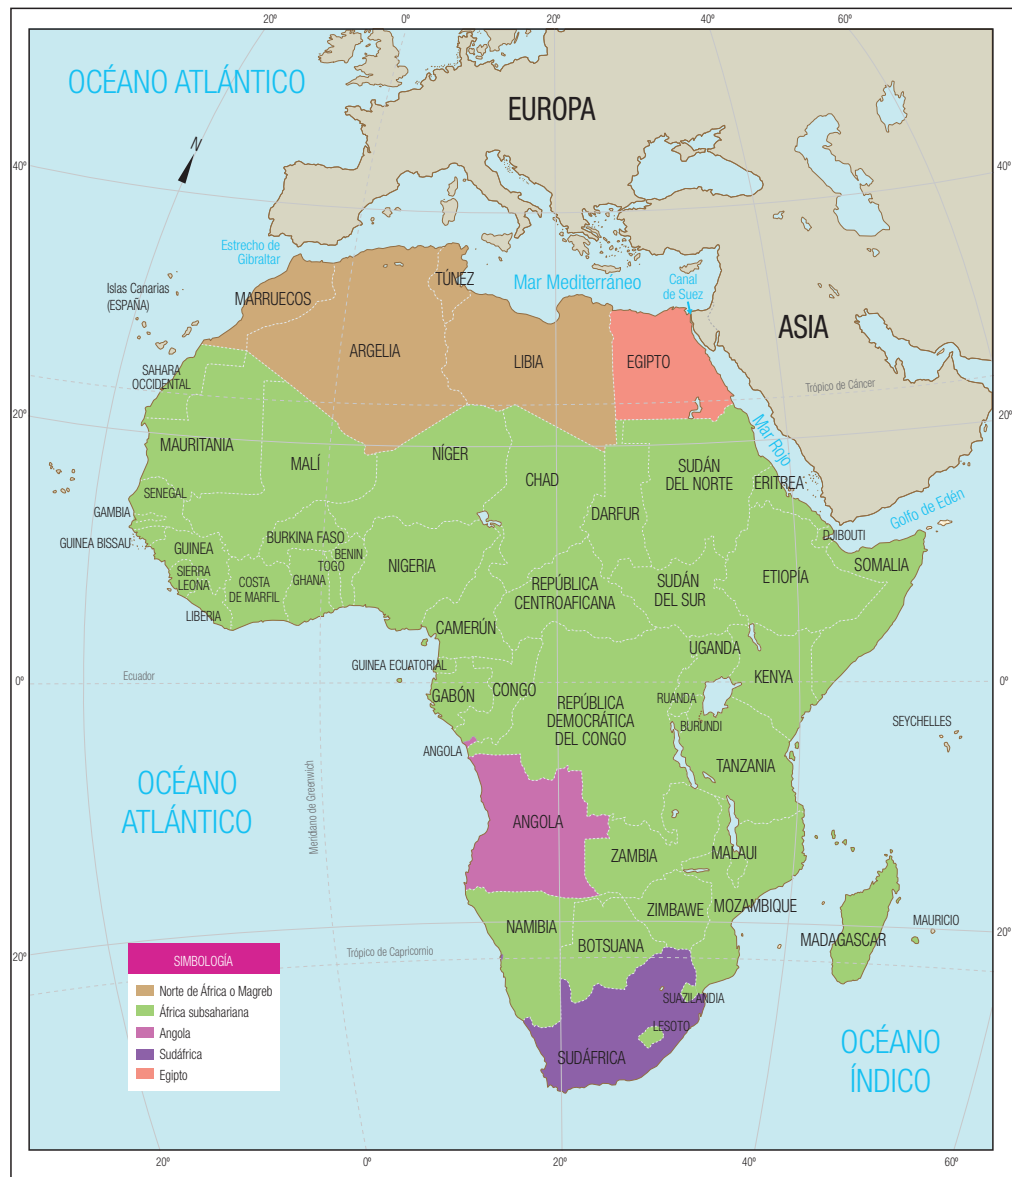 20º
0º
20º
40º
60º
OCÉANO ATLÁNTICO
EUROPA
N
40º
40º
Estrecho de
Gibraltar
TÚNEZ
Mar Mediterráneo
Canal
de Suez
Islas Canarias
(ESPAÑA)
MARRUECOS
ASIA
ARGELIA
LIBIA
EGIPTO
SAHARA
OCCIDENTAL
Trópico de Cáncer
20º
20º
MAURITANIA
MALÍ
NÍGER
CHAD
SUDÁN
DEL NORTE
Mar Rojo
ERITREA
SENEGAL
GAMBIA
DARFUR
Golfo de Edén
GUINEA BISSAU
GUINEA
BURKINA FASO
BENIN
TOGO
GHANA
NIGERIA
DJIBOUTI
SOMALIA
ETIOPÍA
SIERRA
LEONA
COSTA
DE MARFIL
REPÚBLICA
CENTROAFICANA
SUDÁN
DEL SUR
LIBERIA
CAMERÚN
UGANDA
GUINEA ECUATORIAL
KENYA
Ecuador
0º
0º
GABÓN
CONGO
REPÚBLICA
DEMOCRÁTICA
DEL CONGO
RUANDA
BURUNDI
SEYCHELLES
ANGOLA
TANZANIA
OCÉANO
ATLÁNTICO
Meridano de Greenwich
ANGOLA
ZAMBIA
MALAUI
ZIMBAWE
MOZAMBIQUE
NAMIBIA
BOTSUANA
MADAGASCAR
MAURICIO
20º
20º
Trópico de Capricornio
SIMBOLOGÍA
Norte de África o Magreb
África subsahariana
Angola
Sudáfrica
Egipto
SUAZILANDIA
LESOTO
SUDÁFRICA
OCÉANO
ÍNDICO
20º
0º
20º
40º
60º